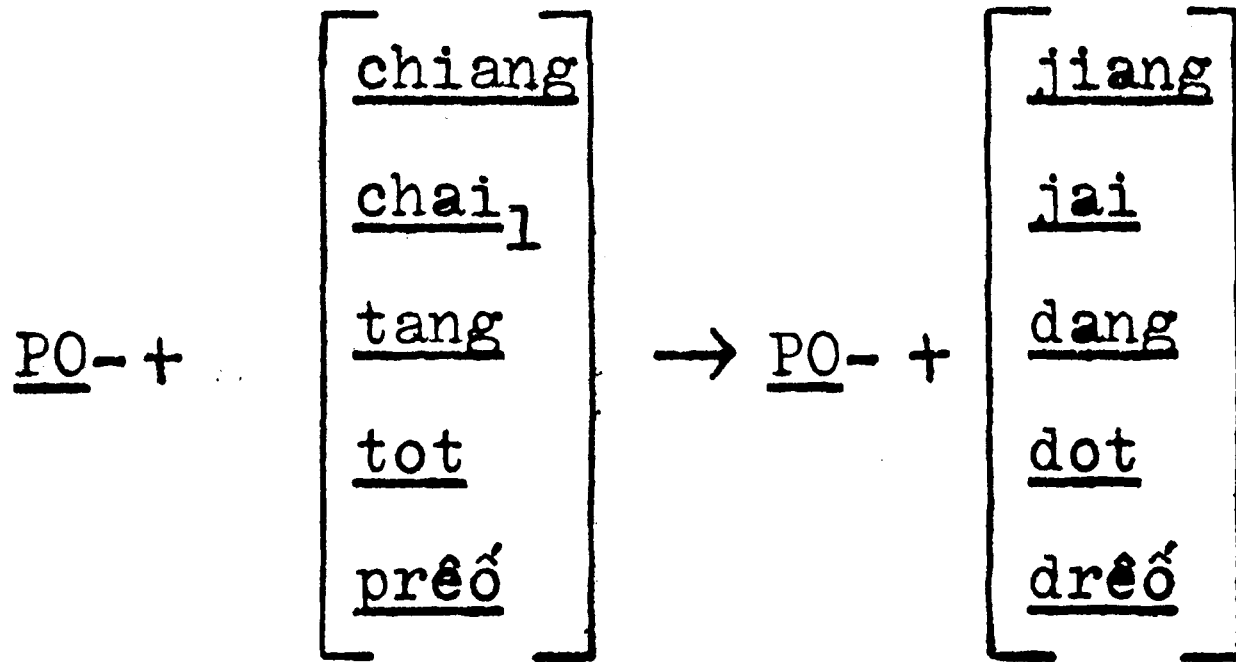 chiang jiang
chai₁ jai
PO- + tang → PO- + dang
tot dot
prêố drêố